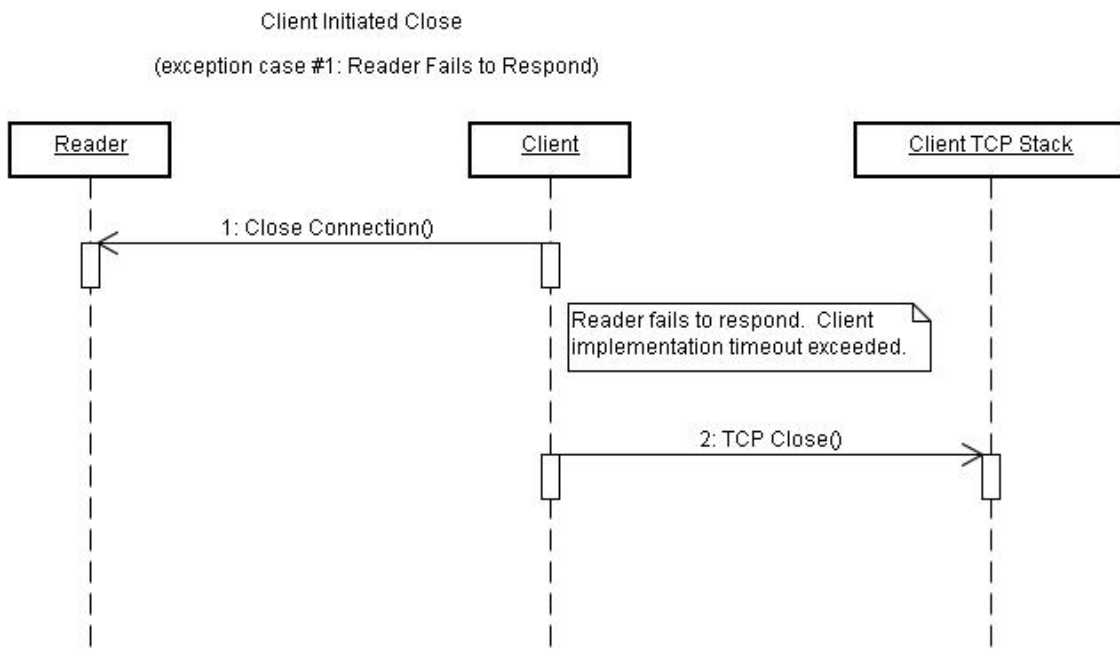 Client Initiated Close
(exception case #1: Reader Fails to Respond)
Reader
Client
Client TCP Stack
1: Close Connection()
Reader fails to respond.  Client
implementation timeout exceeded.
2: TCP Close()